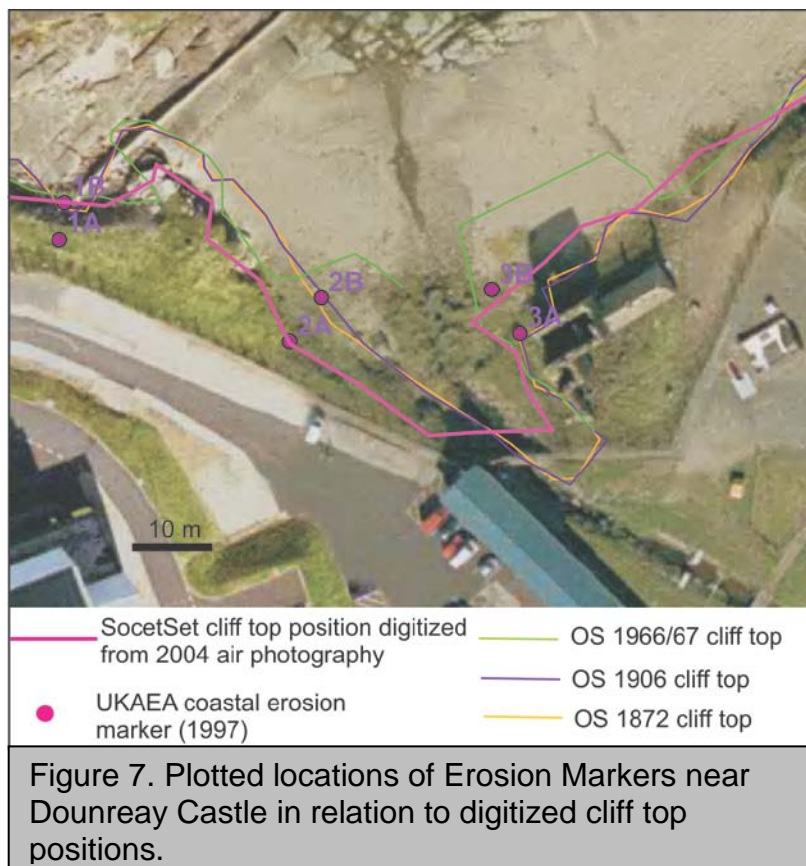 1B
1A
2B
2A
3B
3A
10 m
SocetSet cliff top position digitized
from 2004 air photography
UKAEA coastal erosion
marker (1997)
OS 1966/67 cliff top
OS 1906 cliff top
OS 1872 cliff top
Figure 7. Plotted locations of Erosion Markers near
Dounreay Castle in relation to digitized cliff top
positions.